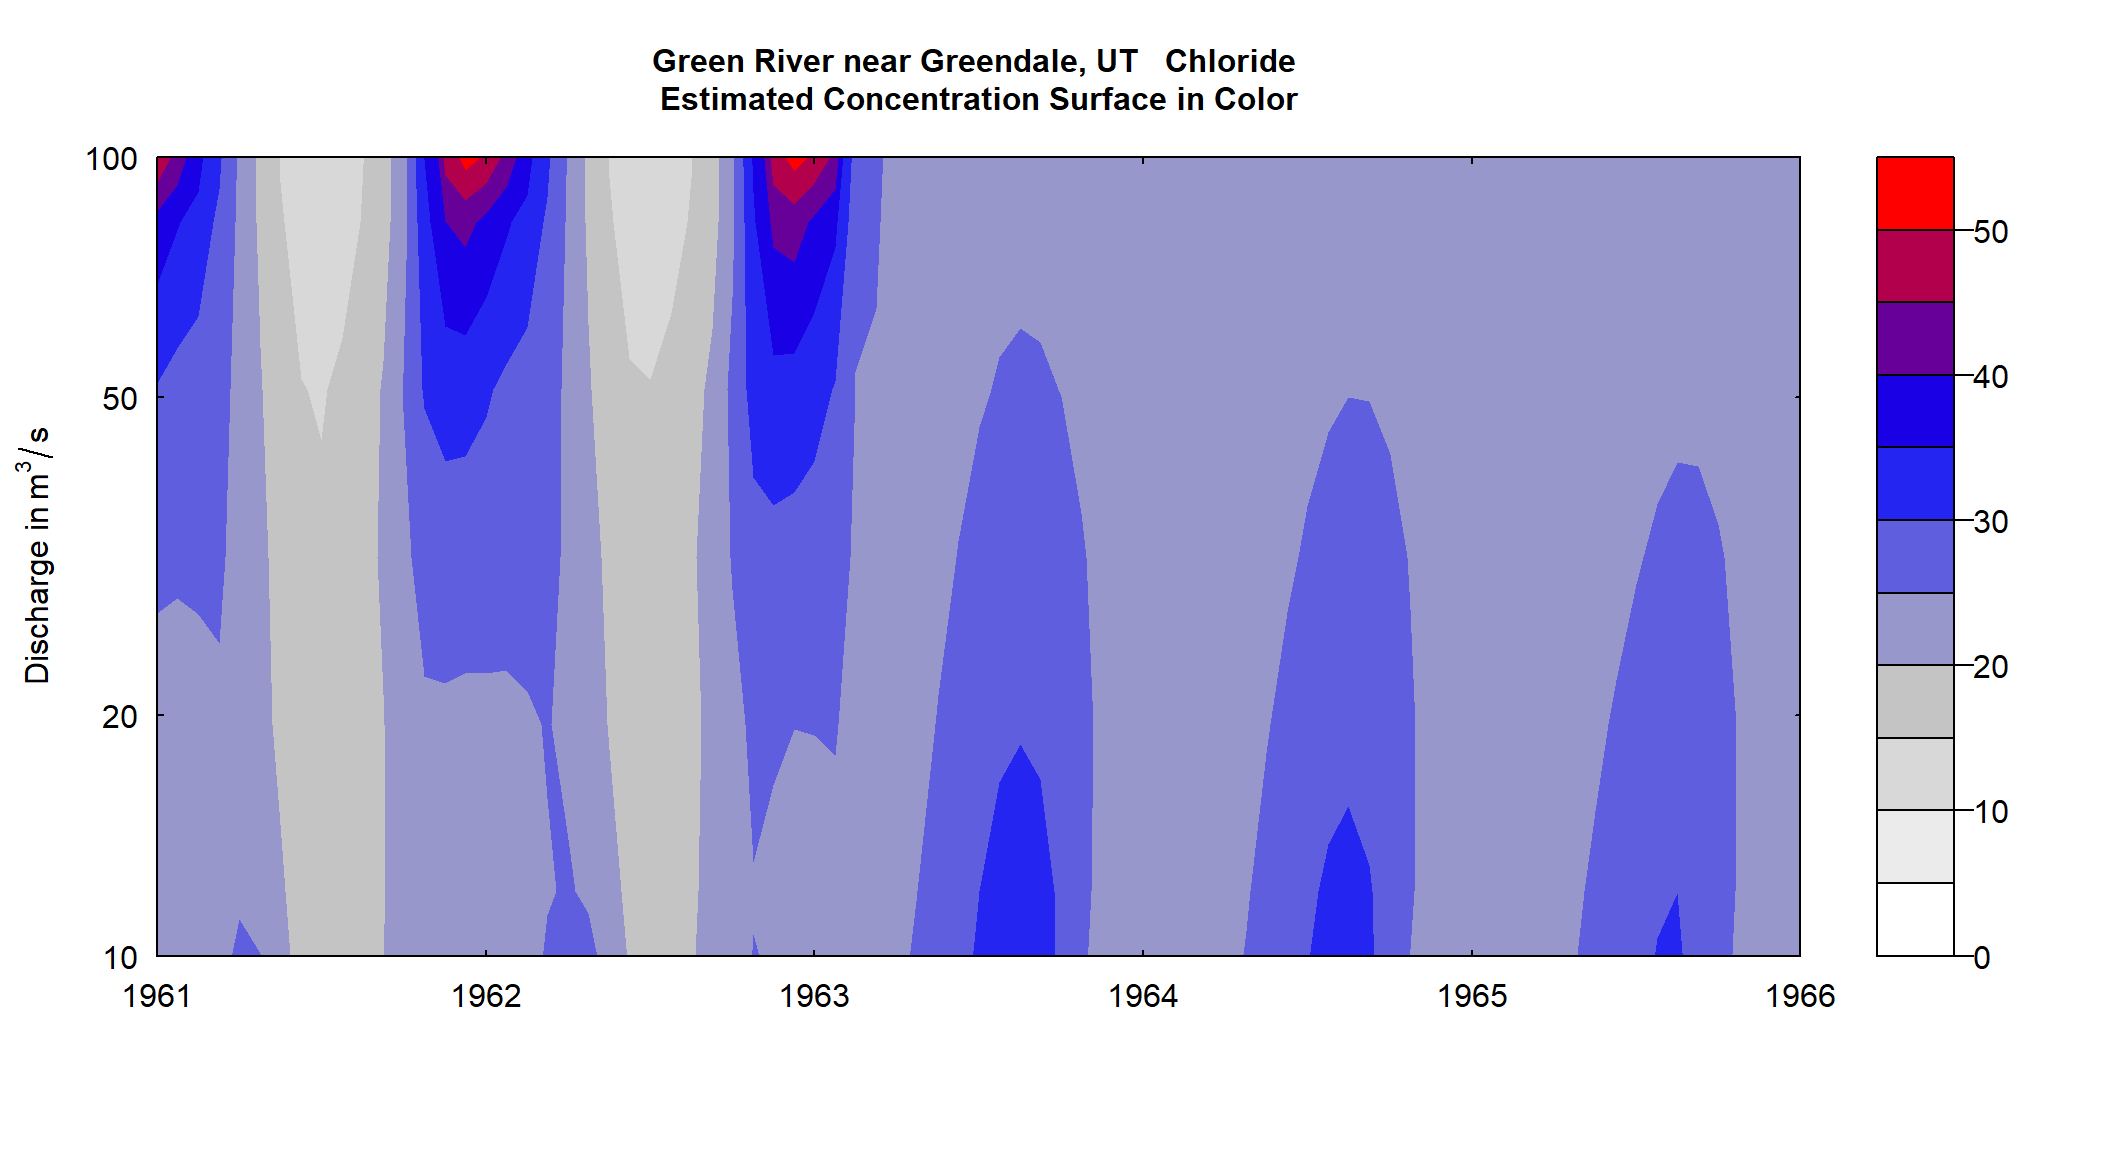 Green River near Greendale, UT   Chloride
Estimated Concentration Surface in Color
Discharge in m³/s
100
50
20
10
1961 1962 1963 1964 1965 1966
50
40
30
20
10
0